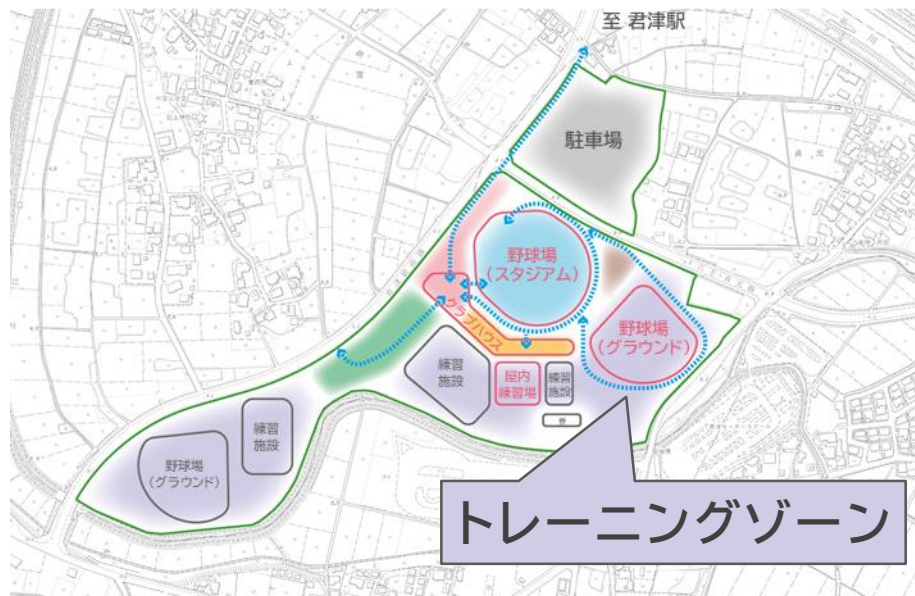 至 君津駅
駐車場
野球場
(スタジアム)
クラブハウス
野球場
(グラウンド)
練習
施設
屋内
練習場
練習
施設
練習
施設
野球場
(グラウンド)
トレーニングゾーン